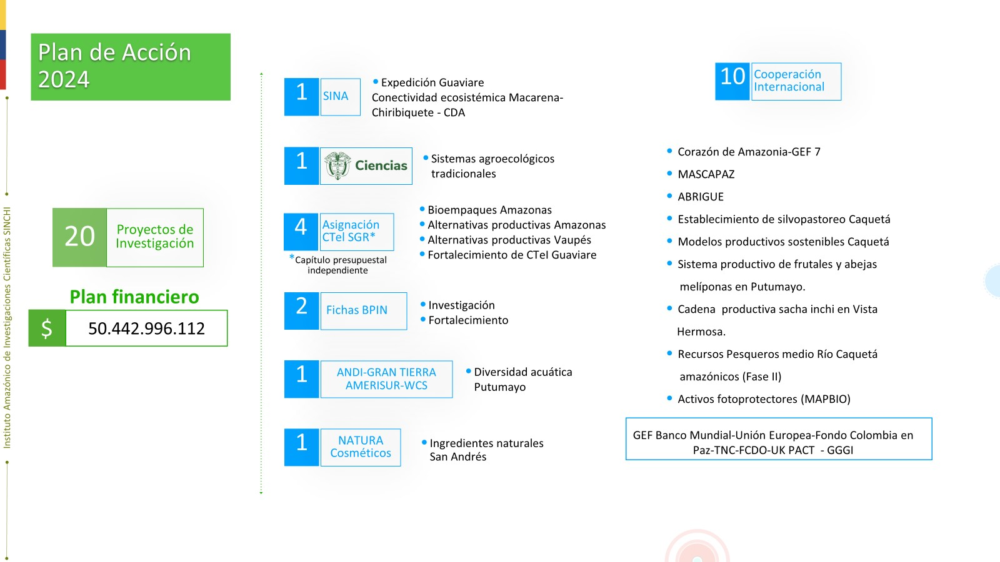 Plan de Acción
2024
Instituto Amazónico de Investigaciones Científicas SINCHI
20
Proyectos de
Investigación
Plan financiero
$
50.442.996.112
1
SINA
• Expedición Guaviare
Conectividad ecosistémica Macarena-
Chiribiquete - CDA
1
Ciencias
• Sistemas agroecológicos
tradicionales
4
Asignación
CTel SGR*
*Capítulo presupuestal
independiente
• Bioempaques Amazonas
• Alternativas productivas Amazonas
• Alternativas productivas Vaupés
• Fortalecimiento de CTeI Guaviare
2
Fichas BPIN
• Investigación
• Fortalecimiento
1
ANDI-GRAN TIERRA
AMERISUR-WCS
• Diversidad acuática
Putumayo
1
NATURA
Cosméticos
• Ingredientes naturales
San Andrés
10
Cooperación
Internacional
• Corazón de Amazonia-GEF 7
• MASCAPAZ
• ABRIGUE
• Establecimiento de silvopastoreo Caquetá
• Modelos productivos sostenibles Caquetá
• Sistema productivo de frutales y abejas
melíponas en Putumayo.
• Cadena  productiva sacha inchi en Vista
Hermosa.
• Recursos Pesqueros medio Río Caquetá
amazónicos (Fase II)
• Activos fotoprotectores (MAPBIO)
GEF Banco Mundial-Unión Europea-Fondo Colombia en
Paz-TNC-FCDO-UK PACT  - GGGI